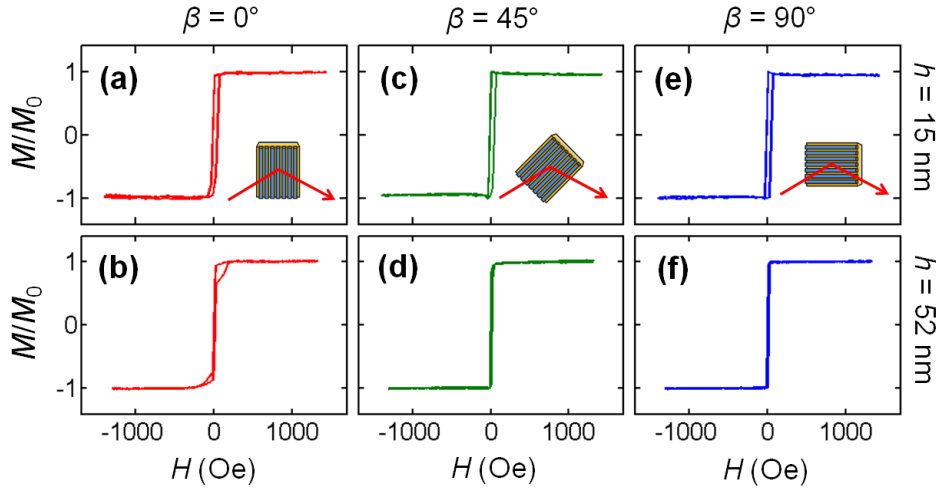 β = 0° β = 45° β = 90°
(a) (c) (e)
1
0
-1
M/M₀
h = 15 nm
(b) (d) (f)
1
0
-1
M/M₀
h = 52 nm
-1000 0 1000 -1000 0 1000 -1000 0 1000
H (Oe) H (Oe) H (Oe)